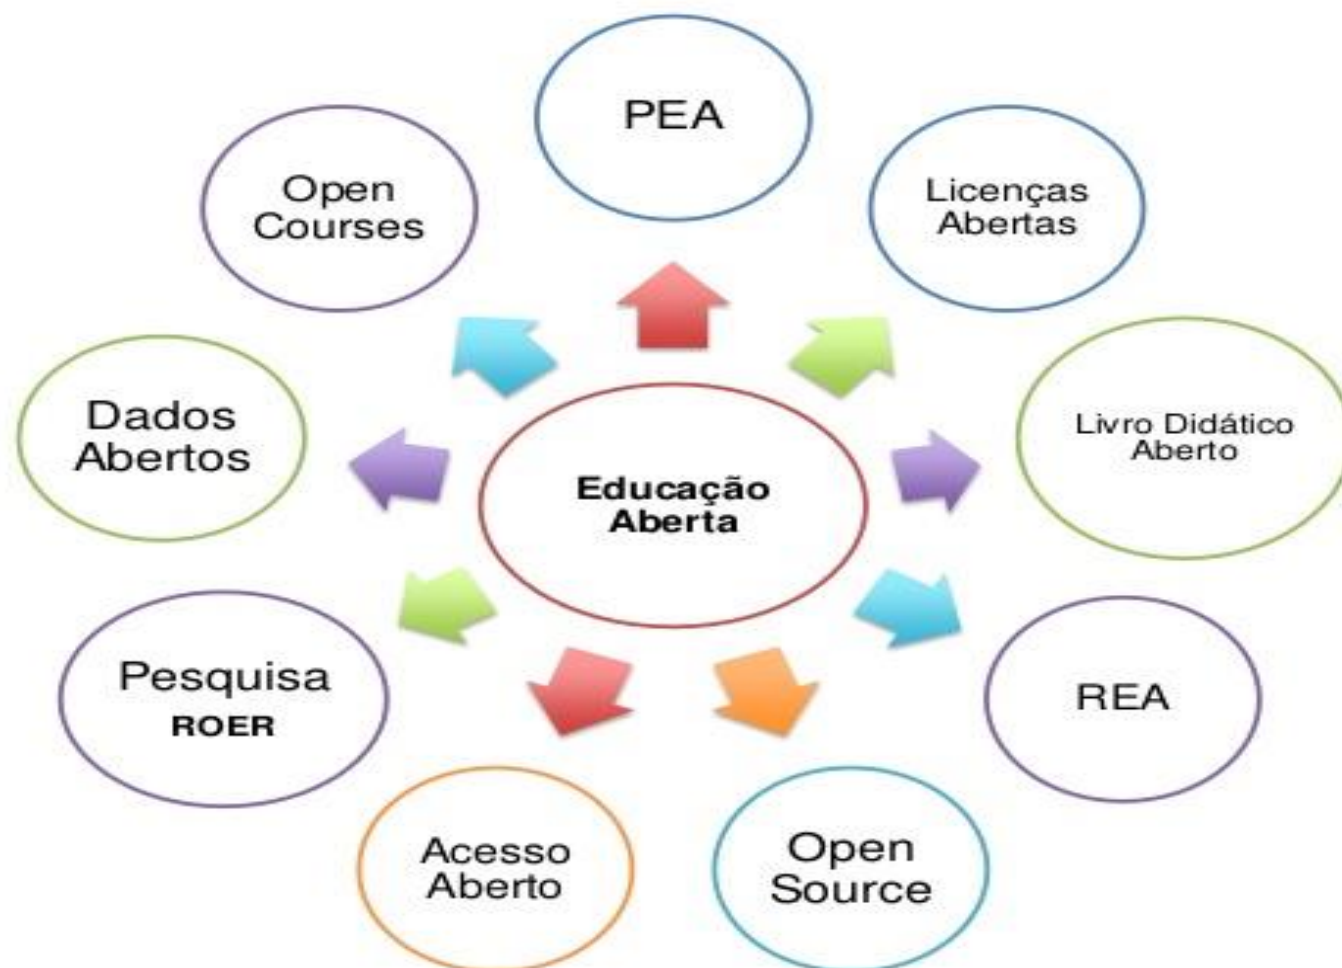 PEA
Open
Courses
Licenças
Abertas
Dados
Abertos
Livro Didático
Aberto
Educação
Aberta
Pesquisa
ROER
REA
Acesso
Aberto
Open
Source